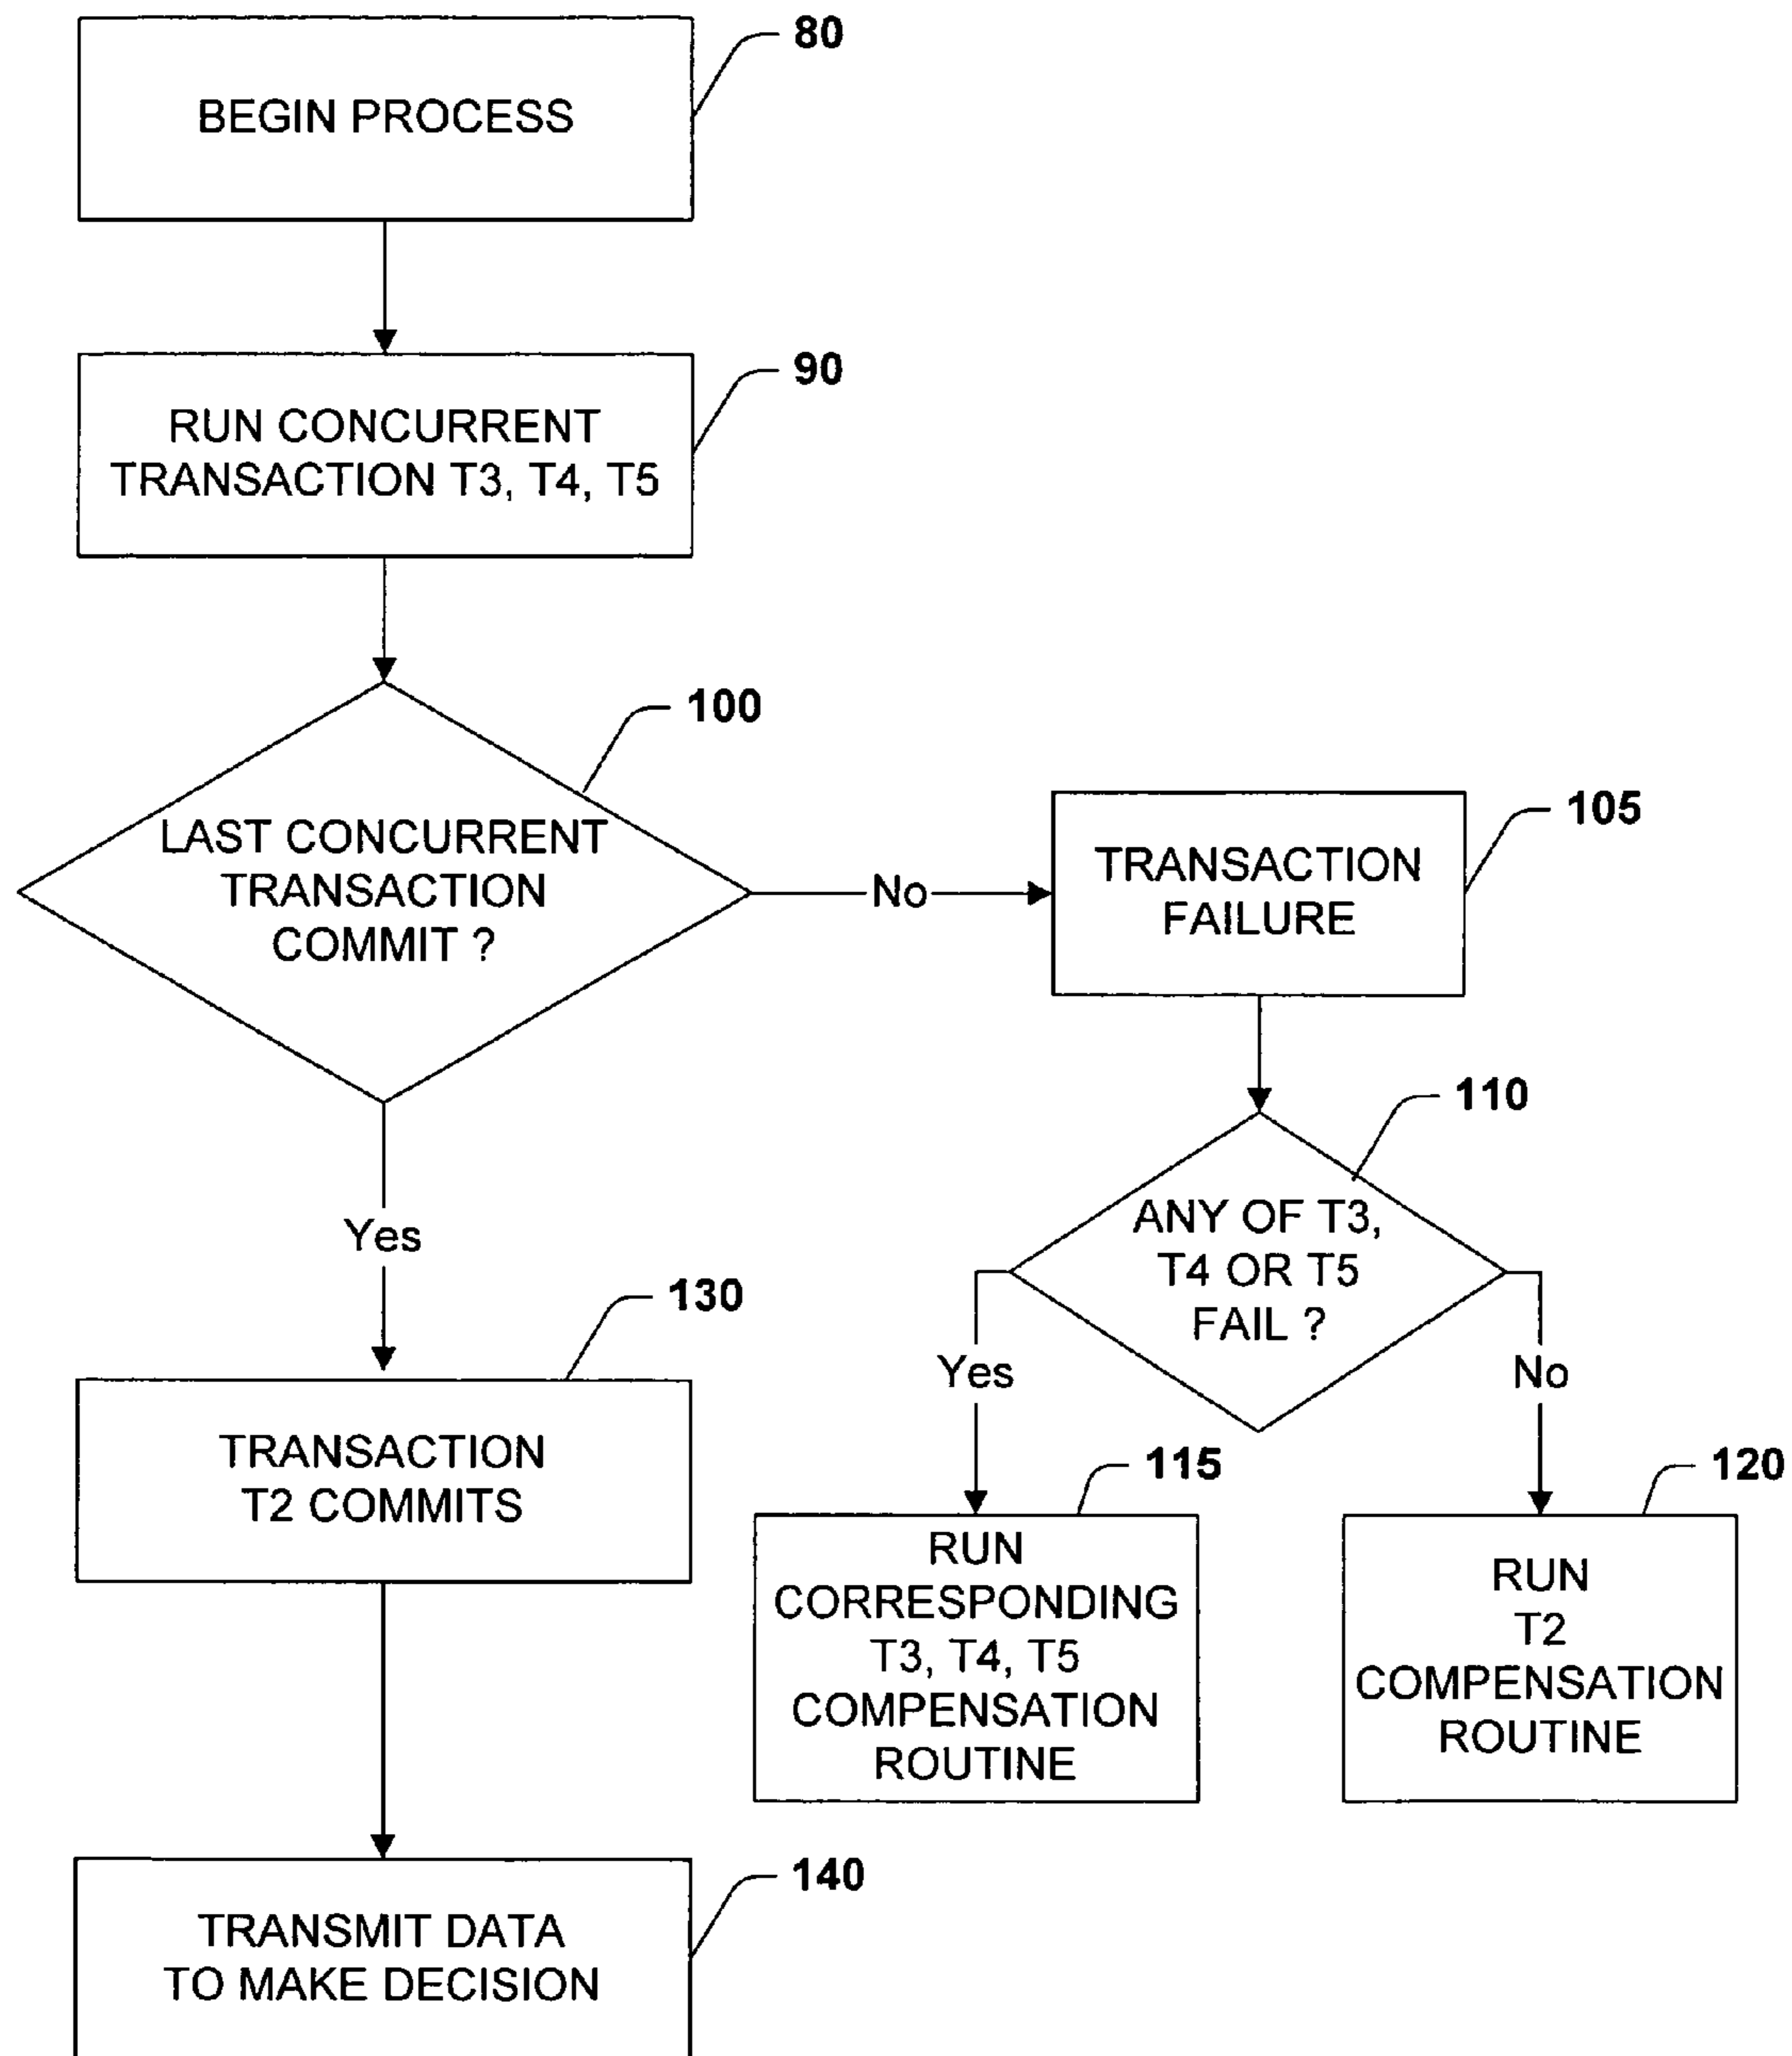 80
BEGIN PROCESS
90
RUN CONCURRENT
TRANSACTION T3, T4, T5
100
LAST CONCURRENT
TRANSACTION
COMMIT ?
No
105
TRANSACTION
FAILURE
110
ANY OF T3,
T4 OR T5
FAIL ?
Yes
No
Yes
130
TRANSACTION
T2 COMMITS
115
RUN
CORRESPONDING
T3, T4, T5
COMPENSATION
ROUTINE
120
RUN
T2
COMPENSATION
ROUTINE
140
TRANSMIT DATA
TO MAKE DECISION